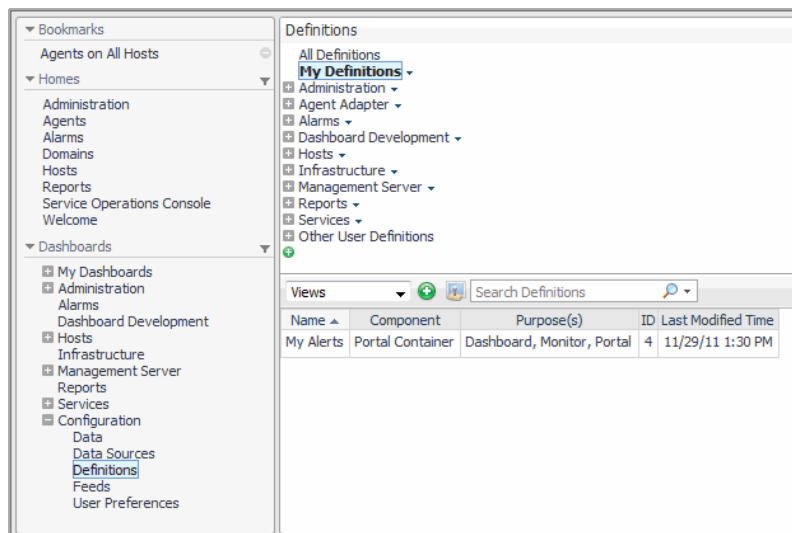 Bookmarks
Agents on All Hosts
Homes
Administration
Agents
Alarms
Domains
Hosts
Reports
Service Operations Console
Welcome
Dashboards
My Dashboards
Administration
Alarms
Dashboard Development
Hosts
Infrastructure
Management Server
Reports
Services
Configuration
Data
Data Sources
Definitions
Feeds
User Preferences
Definitions
All Definitions
My Definitions
Administration
Agent Adapter
Alarms
Dashboard Development
Hosts
Infrastructure
Management Server
Reports
Services
Other User Definitions
Views Search Definitions
Name Component Purpose(s) ID Last Modified Time
My Alerts Portal Container Dashboard, Monitor, Portal 4 11/29/11 1:30 PM